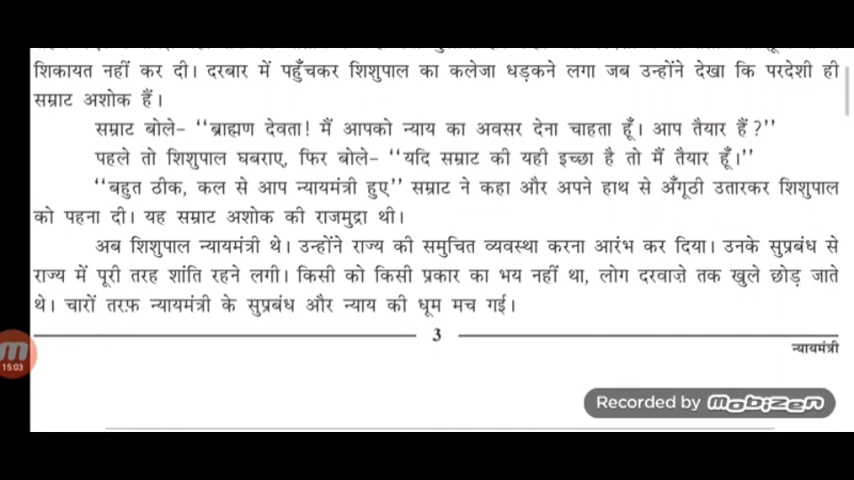 शिकायत नहीं कर दी। दरबार में पहुँचकर शिशुपाल का कलेजा धड़कने लगा जब उन्होंने देखा कि परदेशी ही
सम्राट अशोक हैं।
सम्राट बोले– ‘‘ब्राह्मण देवता! मैं आपको न्याय का अवसर देना चाहता हूँ। आप तैयार हैं?’’
पहले तो शिशुपाल घबराए, फिर बोले– ‘‘यदि सम्राट की यही इच्छा है तो मैं तैयार हूँ।’’
‘‘बहुत ठीक, कल से आप न्यायमंत्री हुए’’ सम्राट ने कहा और अपने हाथ से अँगूठी उतारकर शिशुपाल
को पहना दी। यह सम्राट अशोक की राजमुद्रा थी।
अब शिशुपाल न्यायमंत्री थे। उन्होंने राज्य की समुचित व्यवस्था करना आरंभ कर दिया। उनके सुप्रबंध से
राज्य में पूरी तरह शांति रहने लगी। किसी को किसी प्रकार का भय नहीं था, लोग दरवाज़े तक खुले छोड़ जाते
थे। चारों तरफ़ न्यायमंत्री के सुप्रबंध और न्याय की धूम मच गई।
3
न्यायमंत्री
15:03
Recorded by mobizen